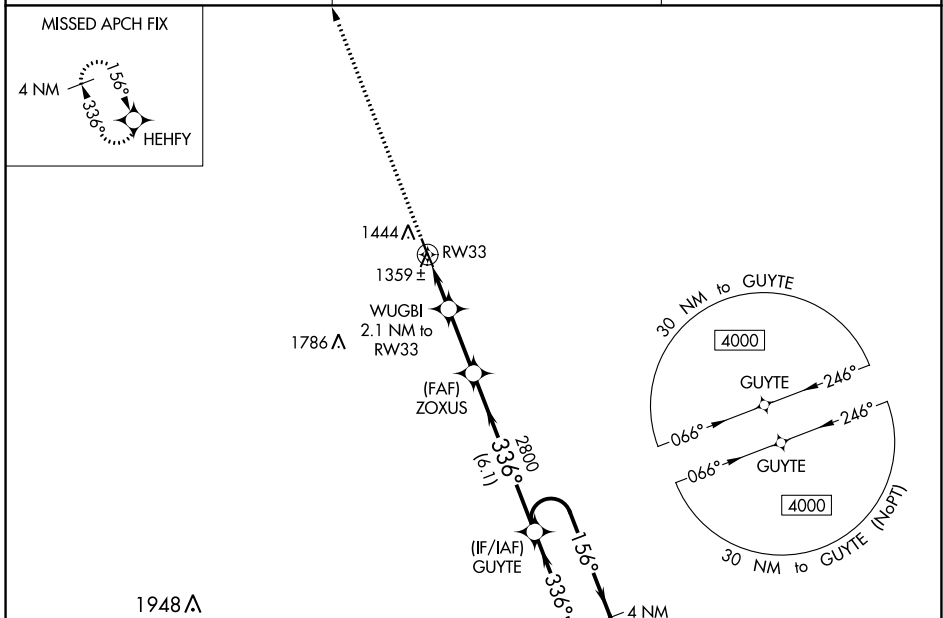 MISSED APCH FIX
4 NM
156°
336°
HEHFY
1444
RW33
1359 ±
WUGBI
2.1 NM to
RW33
1786
(FAF)
ZOXUS
336°
2800
(6.1)
(IF/IAF)
GUYTE
156°
336°
4 NM
1948
30 NM to GUYTE
4000
GUYTE
246°
066°
246°
066°
GUYTE
4000
30 NM to GUYTE (NoPT)